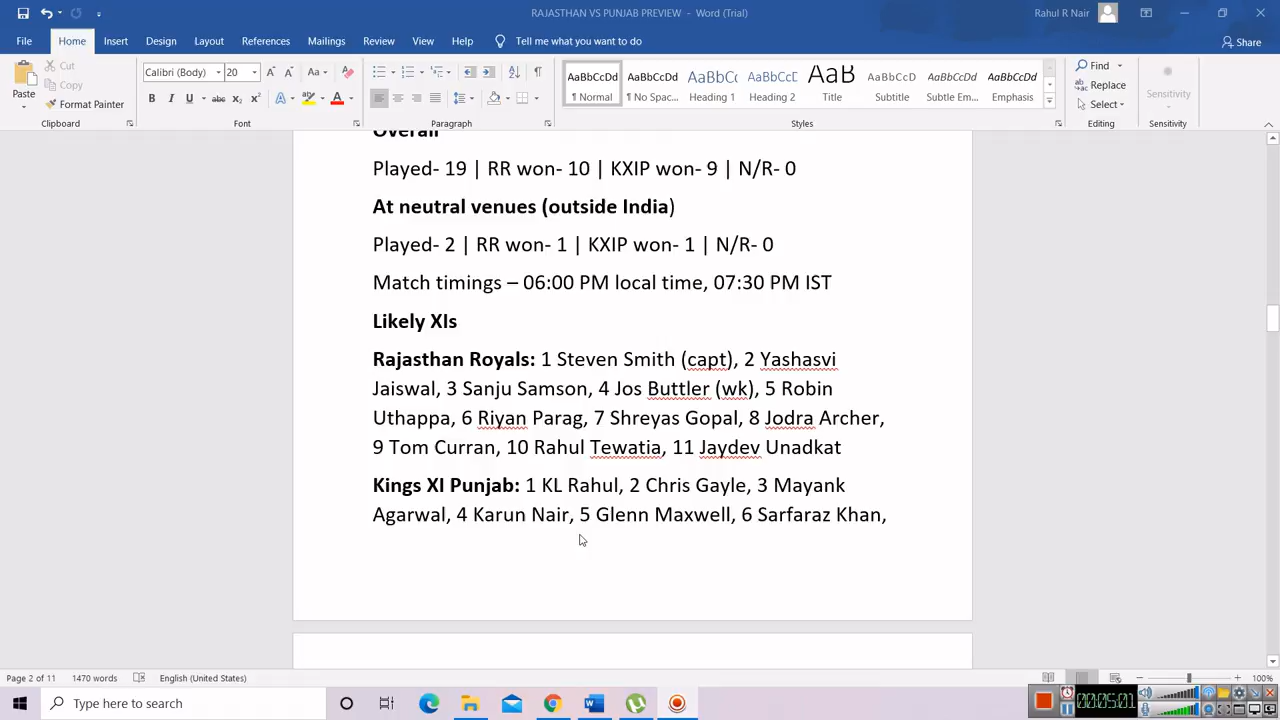 RAJASTHAN VS PUNJAB PREVIEW - Word (Trial)
Rahul R Nair
File Home Insert Design Layout References Mailings Review View Help Tell me what you want to do Share
Paste
Cut
Copy
Format Painter
Clipboard
Calibri (Body) 20
Font
Paragraph
AaBbCcDd AaBbCcDd AaBbCc AaBbCcD AaB AaBbCcD AaBbCcDd AaBbCcDd
¶ Normal ¶ No Spac... Heading 1 Heading 2 Title Subtitle Subtle Em... Emphasis
Styles
Find
Replace
Select
Editing
Sensitivity
Sensitivity
Overall
Played- 19 | RR won- 10 | KXIP won- 9 | N/R- 0
At neutral venues (outside India)
Played- 2 | RR won- 1 | KXIP won- 1 | N/R- 0
Match timings – 06:00 PM local time, 07:30 PM IST
Likely XIs
Rajasthan Royals: 1 Steven Smith (capt), 2 Yashasvi
Jaiswal, 3 Sanju Samson, 4 Jos Buttler (wk), 5 Robin
Uthappa, 6 Riyan Parag, 7 Shreyas Gopal, 8 Jodra Archer,
9 Tom Curran, 10 Rahul Tewatia, 11 Jaydev Unadkat
Kings XI Punjab: 1 KL Rahul, 2 Chris Gayle, 3 Mayank
Agarwal, 4 Karun Nair, 5 Glenn Maxwell, 6 Sarfaraz Khan,
Page 2 of 11 1470 words English (United States) 100%
Type here to search
00:05:01